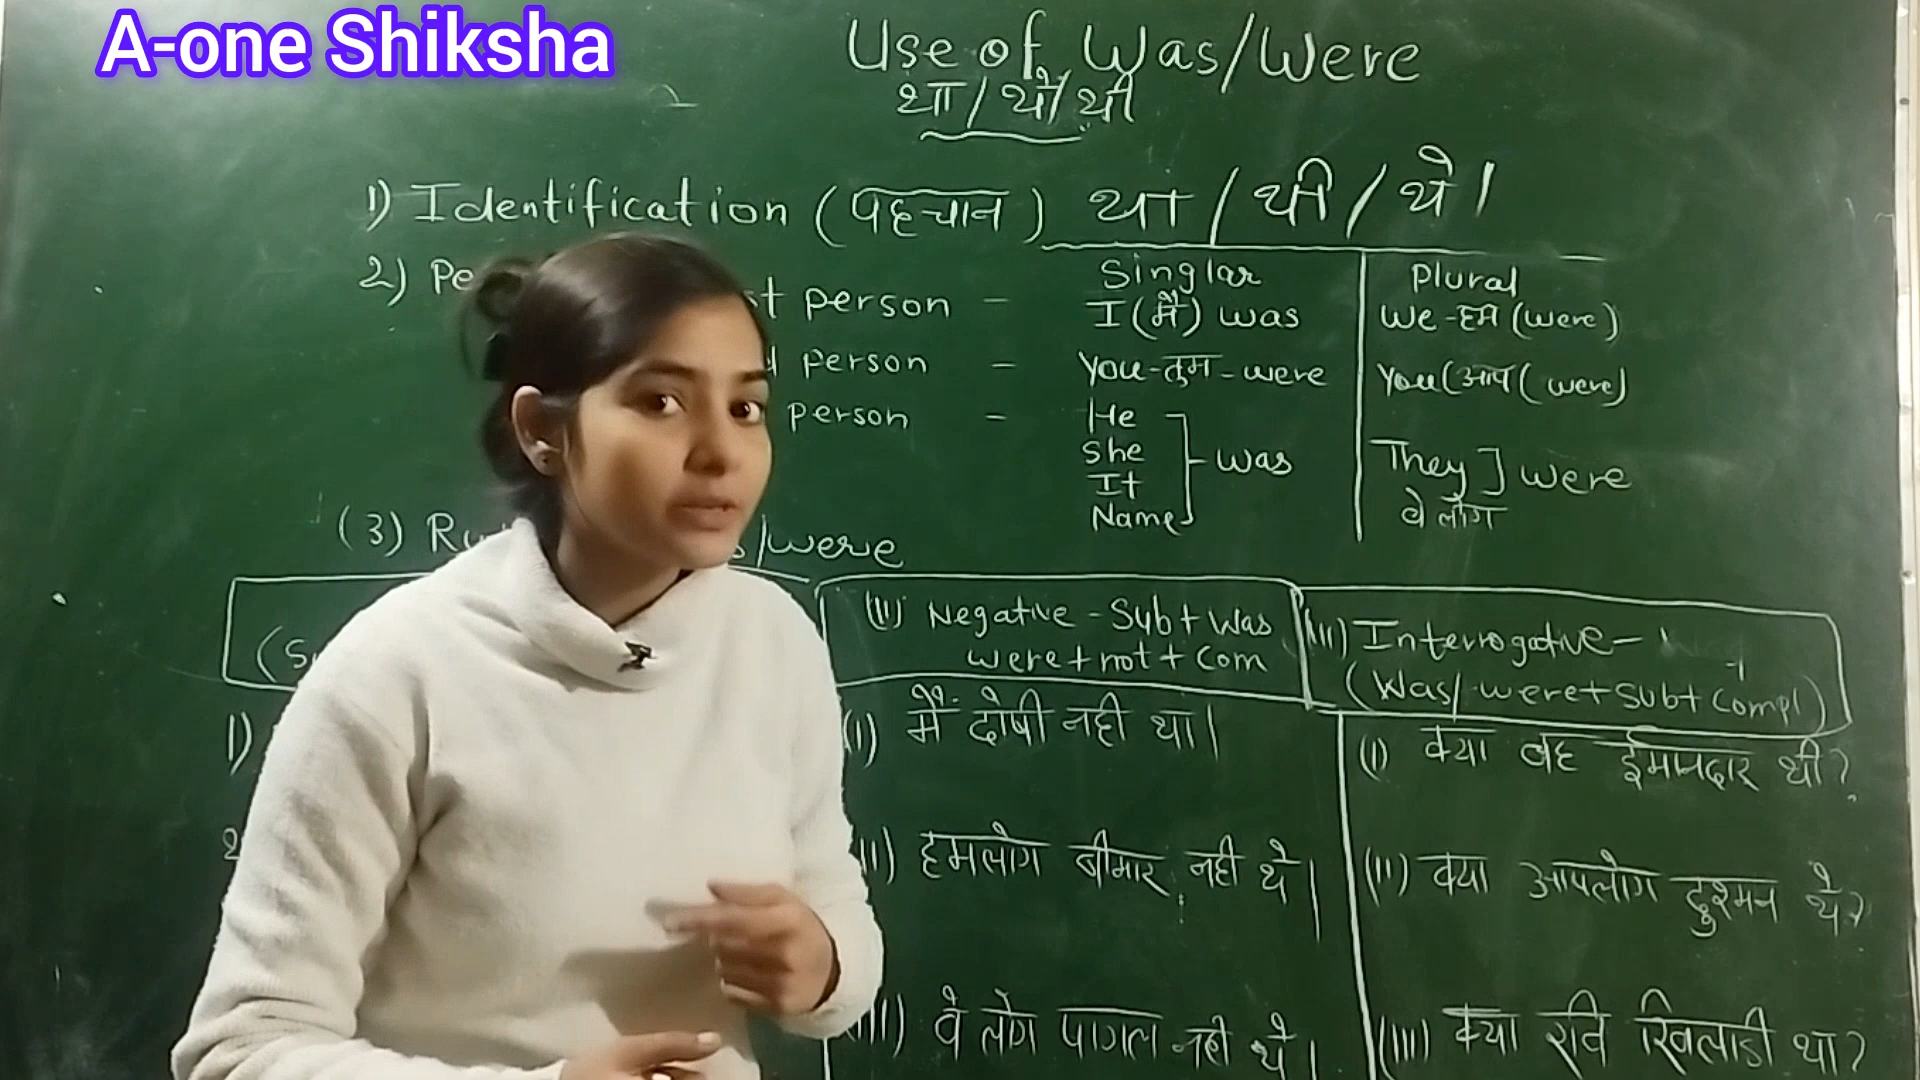 A-one Shiksha
Use of Was/Were
था/थे/थी
1) Identification (पहचान) था/थी/थे।
Singlar Plural
2) Pe t person - I (मैं) was We-हम (were)
person - You-तुम-were You(आप( were)
person - He
She
It
Name
was They ] were
वे लोग
(3) Ru s/were
(II) Negative - Sub + Was
were + not + Com
III) Interrogative -
(Was/were + Sub + Compl)
1)
(I) मैं दोषी नही था।
(I) क्या वह ईमानदार थी?
2
II) हमलोग बीमार नही थे।
(II) क्या आपलोग दुश्मन थे?
III) वे लोग पागल नही थे।
(III) क्या रवि खिलाडी था?